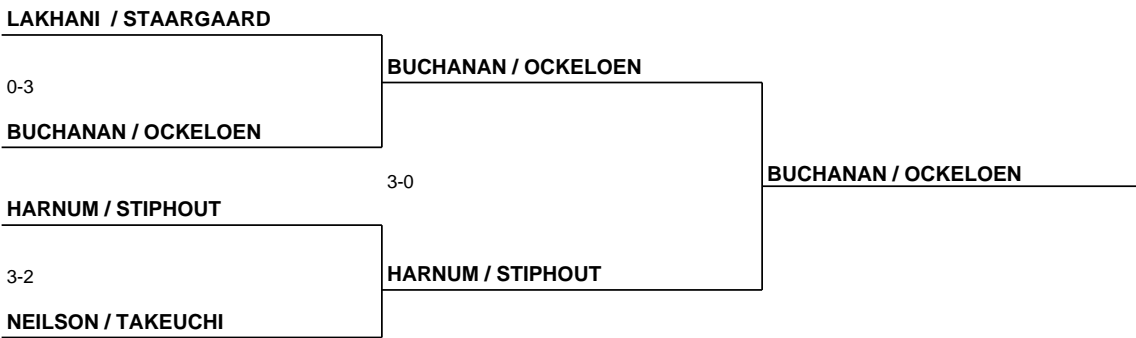 LAKHANI / STAARGAARD
0-3
BUCHANAN / OCKELOEN
HARNUM / STIPHOUT
3-2
NEILSON / TAKEUCHI
BUCHANAN / OCKELOEN
3-0
HARNUM / STIPHOUT
BUCHANAN / OCKELOEN